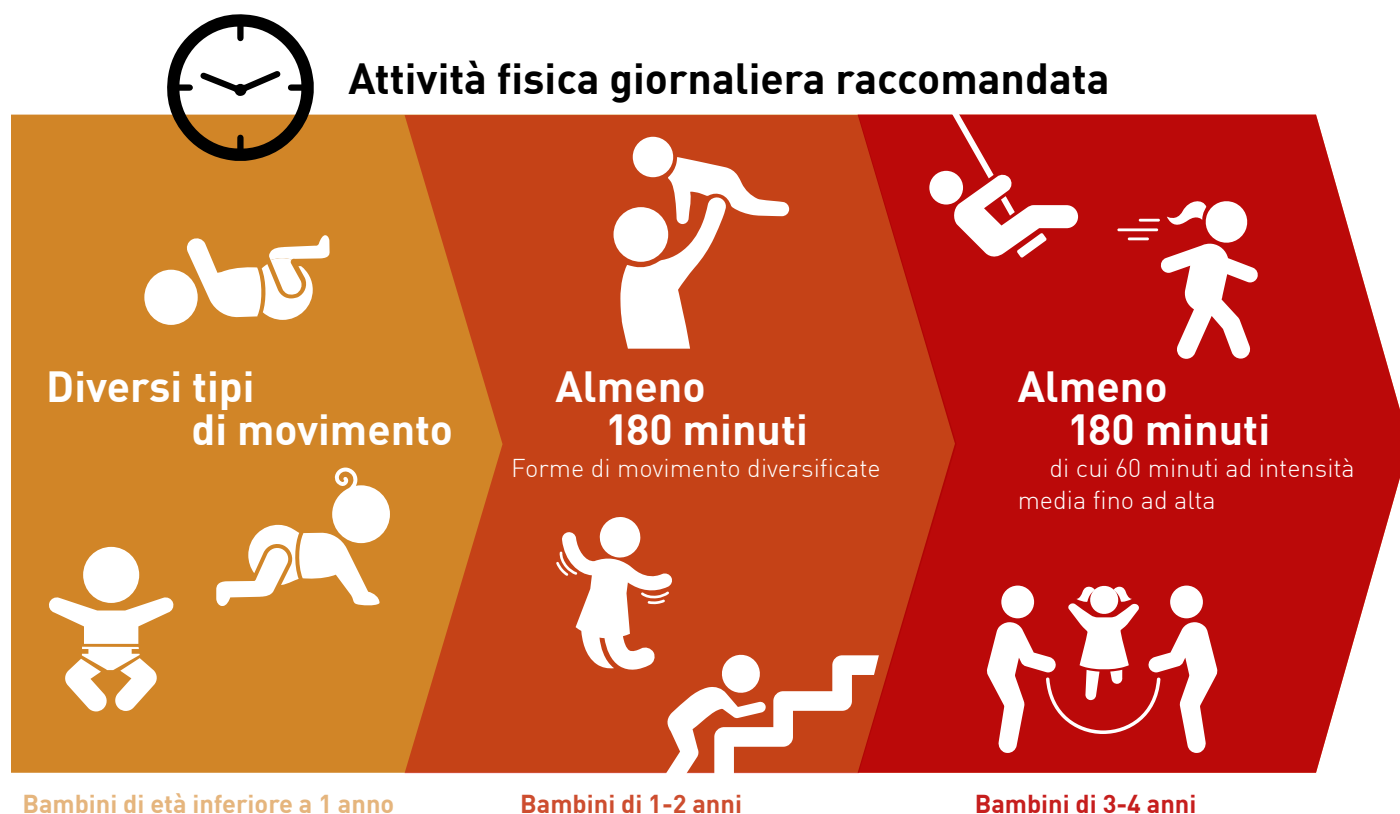 Attività fisica giornaliera raccomandata
Diversi tipi
di movimento
Almeno
180 minuti
Forme di movimento diversificate
Almeno
180 minuti
di cui 60 minuti ad intensità
media fino ad alta
Bambini di età inferiore a 1 anno
Bambini di 1-2 anni
Bambini di 3-4 anni